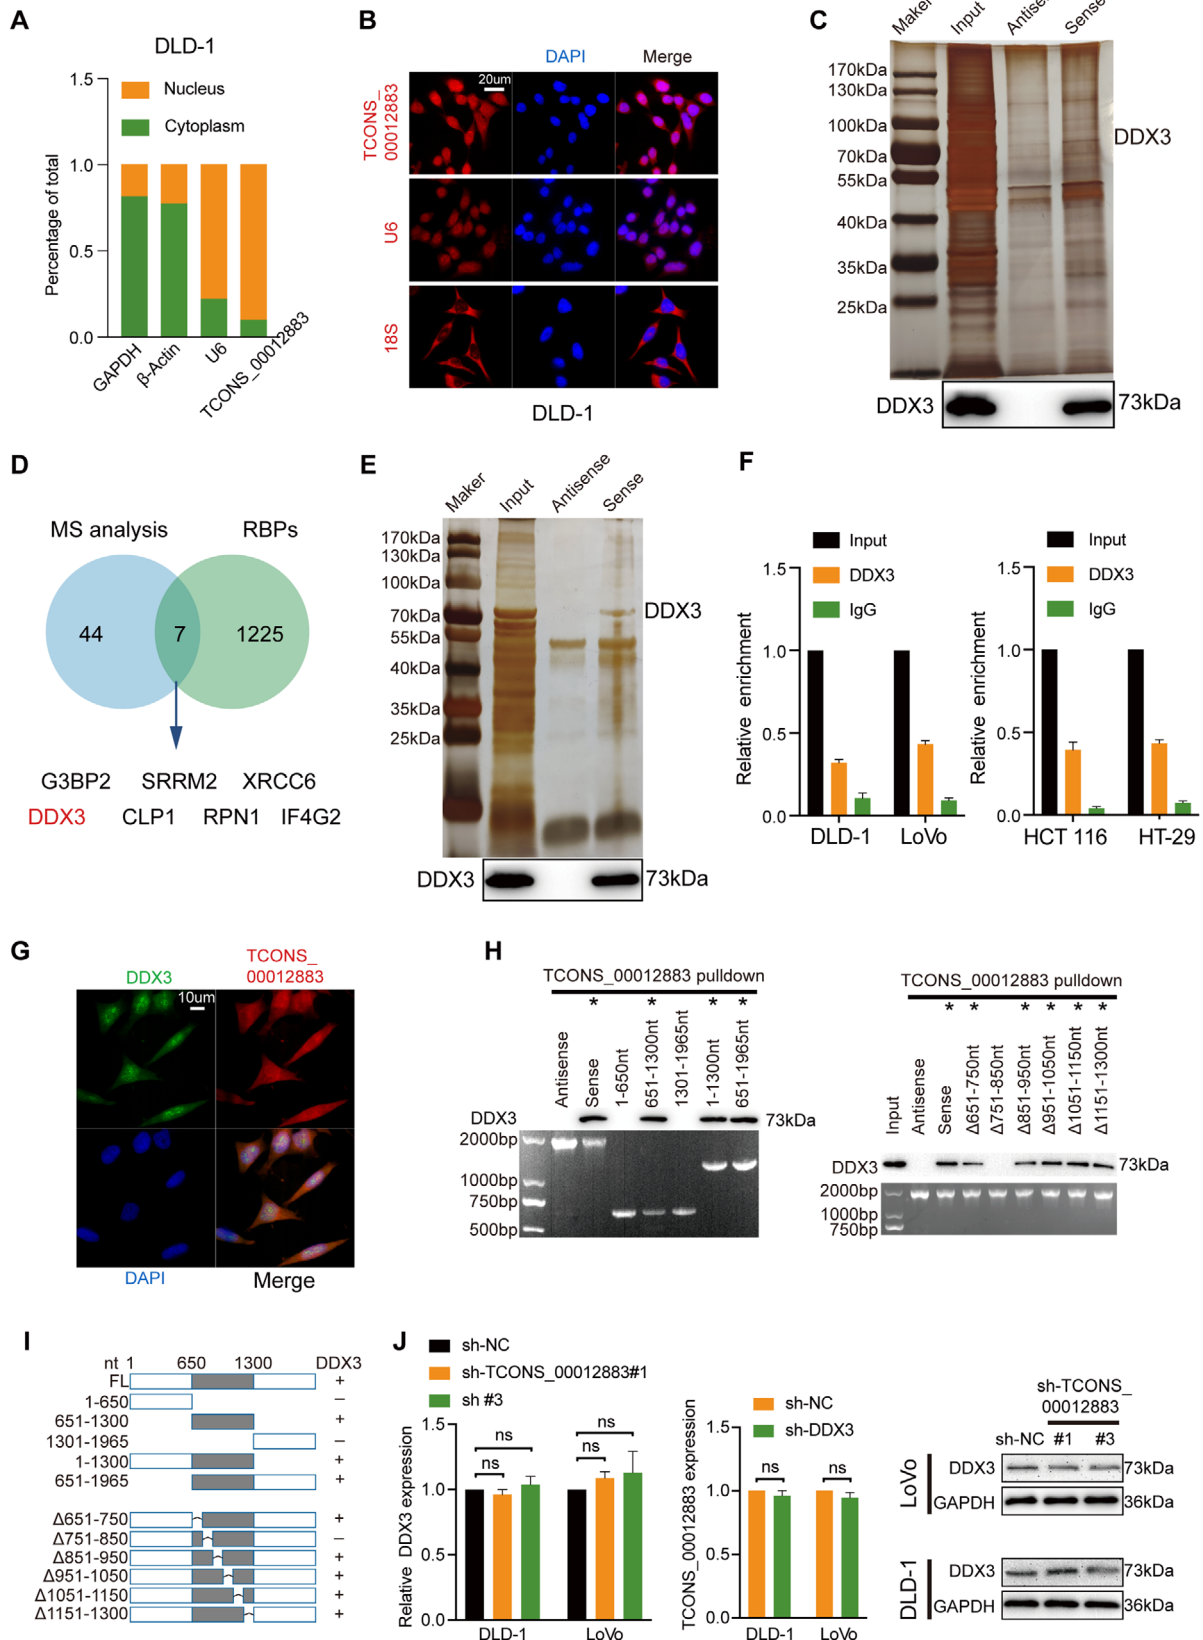 A
DLD-1
Nucleus
Cytoplasm
Percentage of total
1.5
1.0
0.5
0.0
GAPDH
β-Actin
U6
TCONS_00012883
B
DAPI
Merge
20um
TCONS_
00012883
U6
18S
DLD-1
C
Maker
Input
Sense
170kDa
130kDa
100kDa
70kDa
55kDa
40kDa
35kDa
25kDa
DDX3
DDX3
73kDa
D
MS analysis
RBPs
44
7
1225
G3BP2
SRRM2
XRCC6
DDX3
CLP1
RPN1
IF4G2
E
Maker
Input
Antisense
Sense
170kDa
130kDa
100kDa
70kDa
55kDa
40kDa
35kDa
25kDa
DDX3
DDX3
73kDa
F
Input
DDX3
IgG
Relative enrichment
1.5
1.0
0.5
0.0
DLD-1
LoVo
Input
DDX3
IgG
Relative enrichment
1.5
1.0
0.5
0.0
HCT 116
HT-29
G
DDX3
TCONS_
00012883
10um
DAPI
Merge
H
TCONS_00012883 pulldown
* * * *
Antisense
Sense
1-650nt
651-1300nt
1301-1965nt
1-1300nt
651-1965nt
DDX3
73kDa
2000bp
1000bp
750bp
500bp
TCONS_00012883 pulldown
* * * * * *
Input
Antisense
Sense
Δ651-750nt
Δ751-850nt
Δ851-950nt
Δ951-1050nt
Δ1051-1150nt
Δ1151-1300nt
DDX3
73kDa
2000bp
1000bp
750bp
I
nt 1 650 1300 DDX3
FL +
1-650 −
651-1300 +
1301-1965 −
1-1300 +
651-1965 +
Δ651-750 +
Δ751-850 −
Δ851-950 +
Δ951-1050 +
Δ1051-1150 +
Δ1151-1300 +
J
sh-NC
sh-TCONS_00012883#1
sh #3
Relative DDX3 expression
1.5
1.0
0.5
0.0
ns
ns
ns
ns
DLD-1
LoVo
sh-NC
sh-DDX3
TCONS_00012883 expression
1.5
1.0
0.5
0.0
ns
ns
DLD-1
LoVo
sh-TCONS_
00012883
sh-NC #1 #3
LoVo
DDX3 73kDa
GAPDH 36kDa
DLD-1
DDX3 73kDa
GAPDH 36kDa